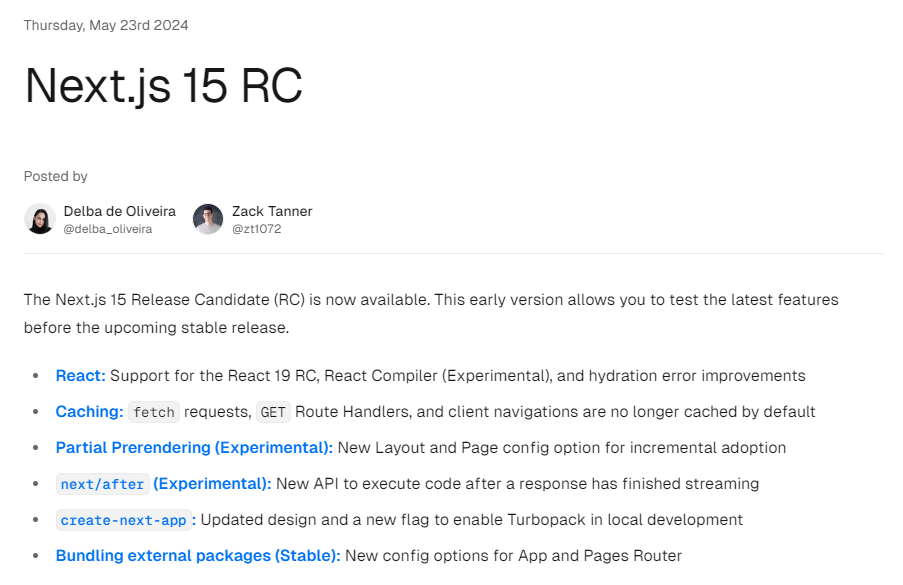 Thursday, May 23rd 2024
Next.js 15 RC
Posted by
Delba de Oliveira
@delba_oliveira
Zack Tanner
@zt1072
The Next.js 15 Release Candidate (RC) is now available. This early version allows you to test the latest features
before the upcoming stable release.
• React: Support for the React 19 RC, React Compiler (Experimental), and hydration error improvements
• Caching: fetch requests, GET Route Handlers, and client navigations are no longer cached by default
• Partial Prerendering (Experimental): New Layout and Page config option for incremental adoption
• next/after (Experimental): New API to execute code after a response has finished streaming
• create-next-app: Updated design and a new flag to enable Turbopack in local development
• Bundling external packages (Stable): New config options for App and Pages Router